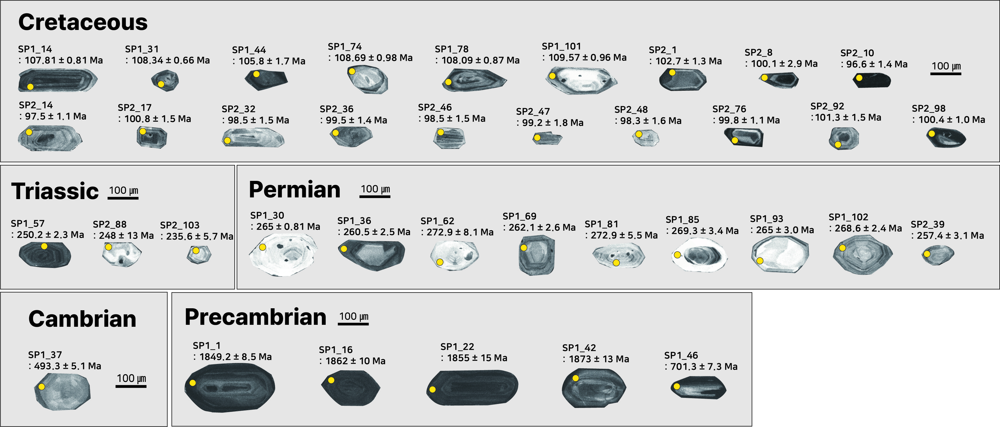 Cretaceous
SP1_14
: 107.81 ± 0.81 Ma
SP1_31
: 108.34 ± 0.66 Ma
SP1_44
: 105.8 ± 1.7 Ma
SP1_74
: 108.69 ± 0.98 Ma
SP1_78
: 108.09 ± 0.87 Ma
SP1_101
: 109.57 ± 0.96 Ma
SP2_1
: 102.7 ± 1.3 Ma
SP2_8
: 100.1 ± 2.9 Ma
SP2_10
: 96.6 ± 1.4 Ma
100 ㎛
SP2_14
: 97.5 ± 1.1 Ma
SP2_17
: 100.8 ± 1.5 Ma
SP2_32
: 98.5 ± 1.5 Ma
SP2_36
: 99.5 ± 1.4 Ma
SP2_46
: 98.5 ± 1.5 Ma
SP2_47
: 99.2 ± 1.8 Ma
SP2_48
: 98.3 ± 1.6 Ma
SP2_76
: 99.8 ± 1.1 Ma
SP2_92
:101.3 ± 1.5 Ma
SP2_98
: 100.4 ± 1.0 Ma
Triassic
100 ㎛
SP1_57
: 250.2 ± 2.3 Ma
SP2_88
: 248 ± 13 Ma
SP2_103
: 235.6 ± 5.7 Ma
Permian
100 ㎛
SP1_30
: 265 ± 0.81 Ma
SP1_36
: 260.5 ± 2.5 Ma
SP1_62
: 272.9 ± 8.1 Ma
SP1_69
: 262.1 ± 2.6 Ma
SP1_81
: 272.9 ± 5.5 Ma
SP1_85
: 269.3 ± 3.4 Ma
SP1_93
: 265 ± 3.0 Ma
SP1_102
: 268.6 ± 2.4 Ma
SP2_39
: 257.4 ± 3.1 Ma
Cambrian
SP1_37
: 493.3 ± 5.1 Ma
100 ㎛
Precambrian
100 ㎛
SP1_1
: 1849.2 ± 8.5 Ma
SP1_16
: 1862 ± 10 Ma
SP1_22
: 1855 ± 15 Ma
SP1_42
: 1873 ± 13 Ma
SP1_46
: 701.3 ± 7.3 Ma